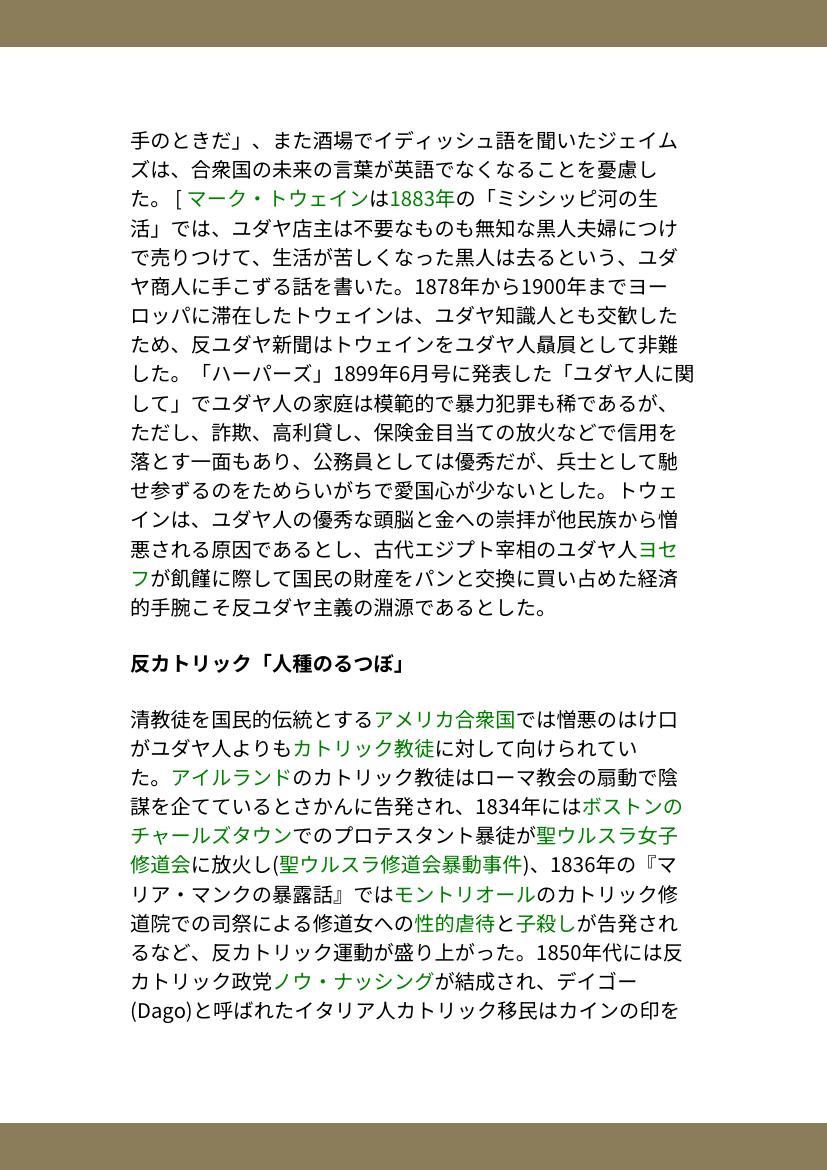 手のときだ」、また酒場でイディッシュ語を聞いたジェイム
ズは、合衆国の未来の言葉が英語でなくなることを憂慮し
た。 [ マーク・トウェインは1883年の「ミシシッピ河の生
活」では、ユダヤ店主は不要なものも無知な黒人夫婦につけ
で売りつけて、生活が苦しくなった黒人は去るという、ユダ
ヤ商人に手こずる話を書いた。1878年から1900年までヨー
ロッパに滞在したトウェインは、ユダヤ知識人とも交歓した
ため、反ユダヤ新聞はトウェインをユダヤ人贔屓として非難
した。「ハーパーズ」1899年6月号に発表した「ユダヤ人に関
して」でユダヤ人の家庭は模範的で暴力犯罪も稀であるが、
ただし、詐欺、高利貸し、保険金目当ての放火などで信用を
落とす一面もあり、公務員としては優秀だが、兵士として馳
せ参ずるのをためらいがちで愛国心が少ないとした。トウェ
インは、ユダヤ人の優秀な頭脳と金への崇拝が他民族から憎
悪される原因であるとし、古代エジプト宰相のユダヤ人ヨセ
フが飢饉に際して国民の財産をパンと交換に買い占めた経済
的手腕こそ反ユダヤ主義の淵源であるとした。
反カトリック「人種のるつぼ」
清教徒を国民的伝統とするアメリカ合衆国では憎悪のはけ口
がユダヤ人よりもカトリック教徒に対して向けられてい
た。アイルランドのカトリック教徒はローマ教会の扇動で陰
謀を企てているとさかんに告発され、1834年にはボストンの
チャールズタウンでのプロテスタント暴徒が聖ウルスラ女子
修道会に放火し(聖ウルスラ修道会暴動事件)、1836年の『マ
リア・マンクの暴露話』ではモントリオールのカトリック修
道院での司祭による修道女への性的虐待と子殺しが告発され
るなど、反カトリック運動が盛り上がった。1850年代には反
カトリック政党ノウ・ナッシングが結成され、デイゴー
(Dago)と呼ばれたイタリア人カトリック移民はカインの印を